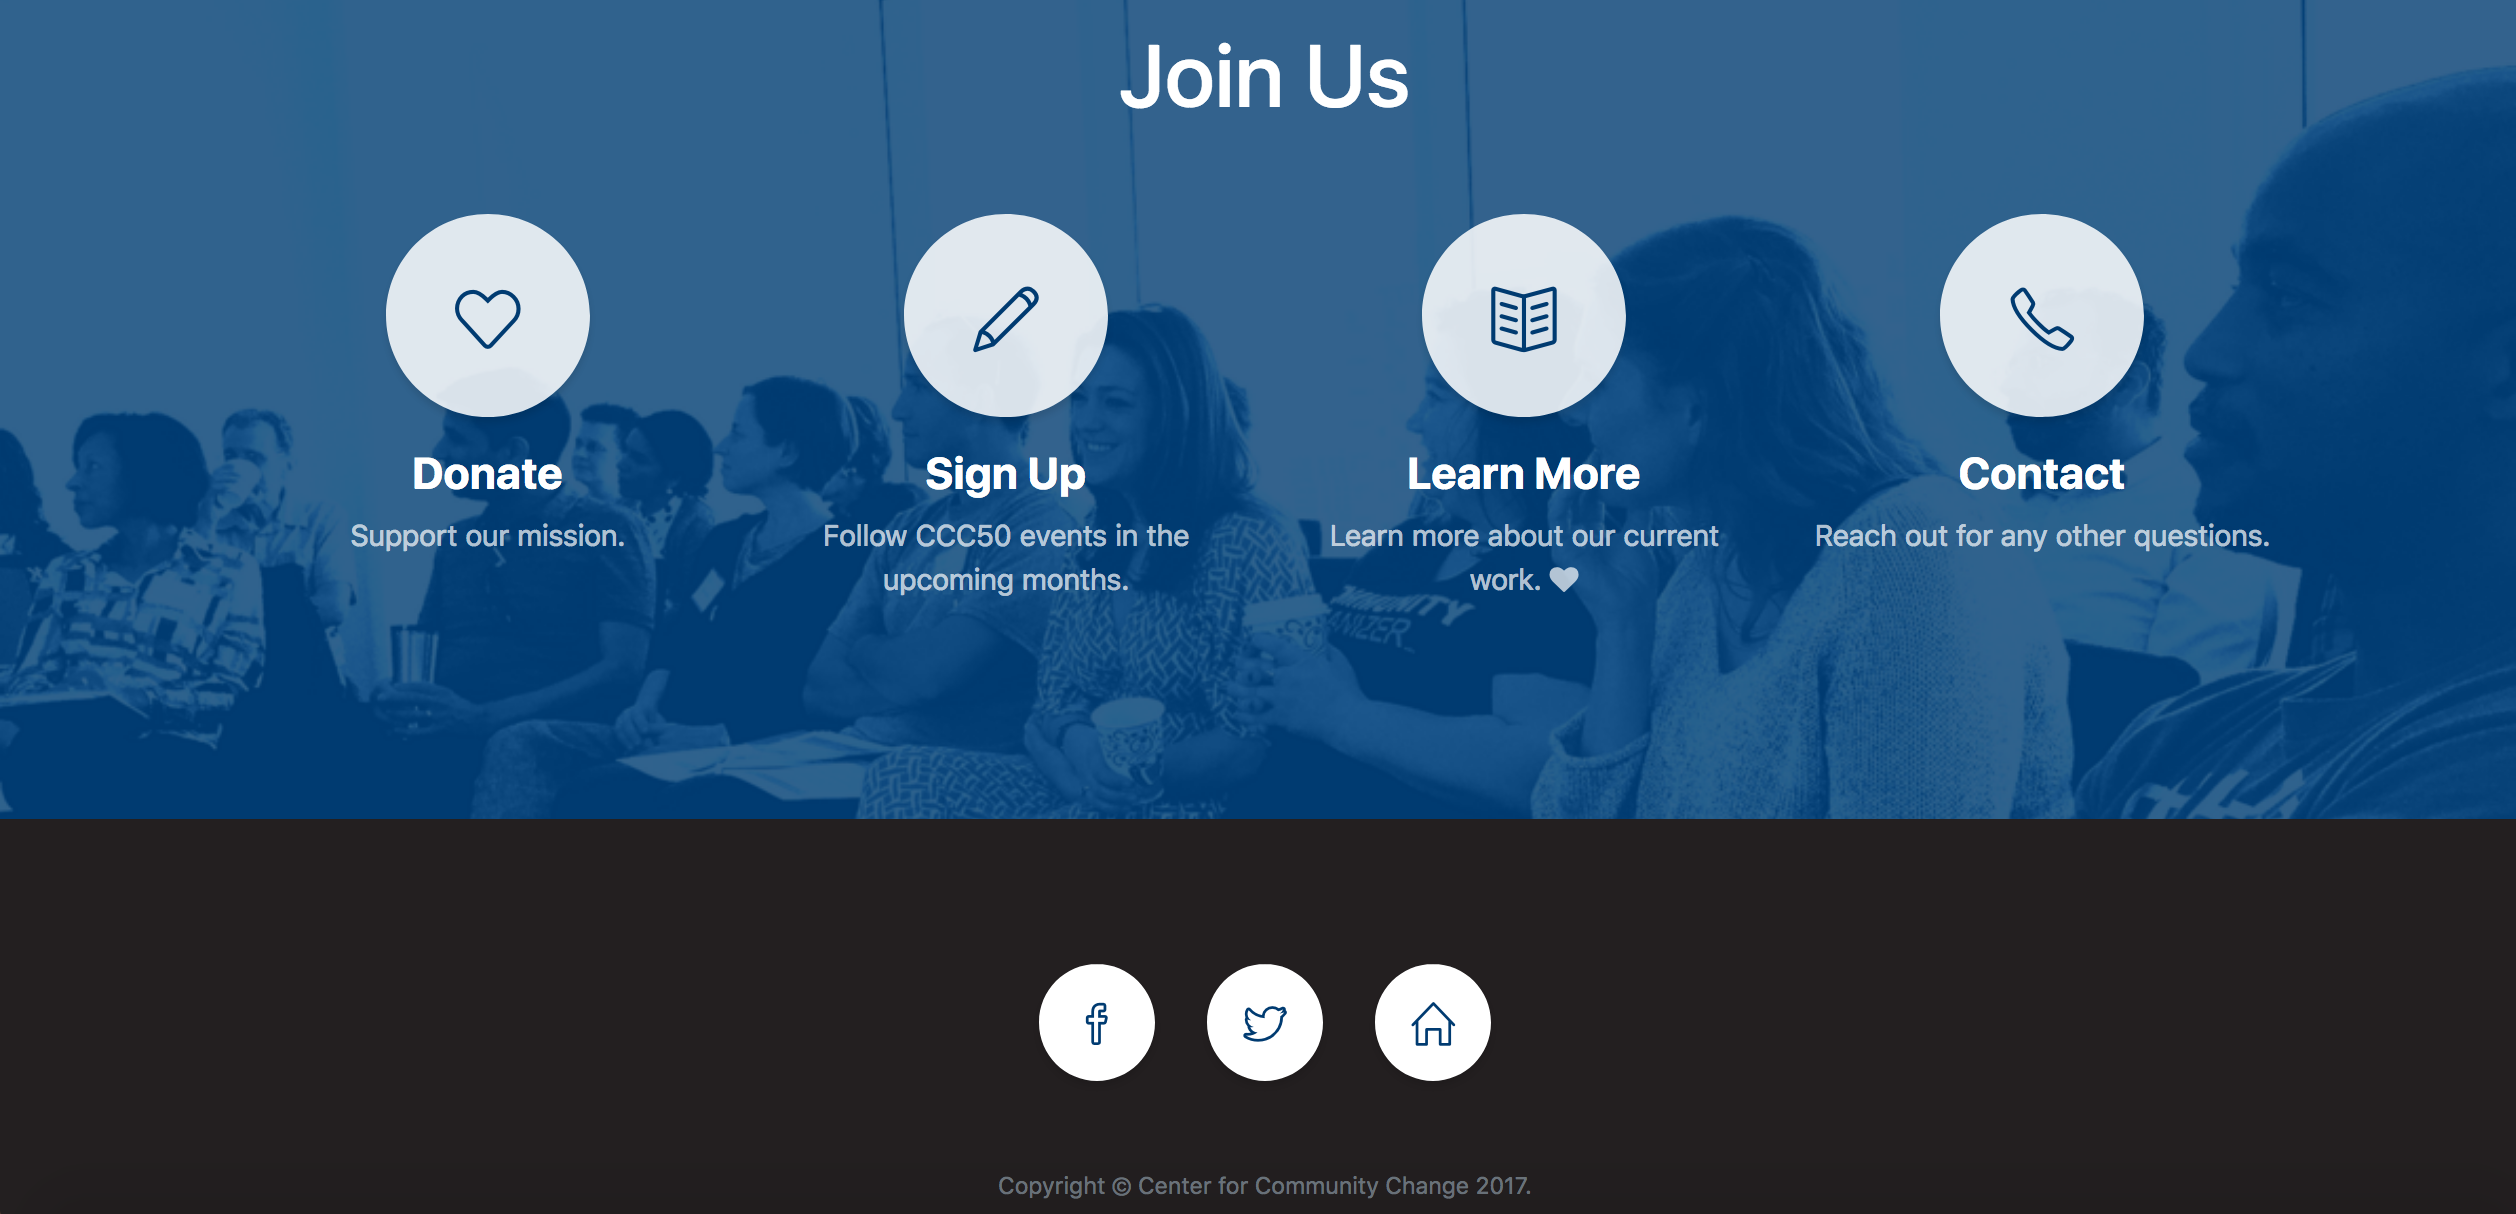 Join Us
Donate
Support our mission.
Sign Up
Follow CCC50 events in the
upcoming months.
Learn More
Learn more about our current
work. ♥
Contact
Reach out for any other questions.
Copyright © Center for Community Change 2017.